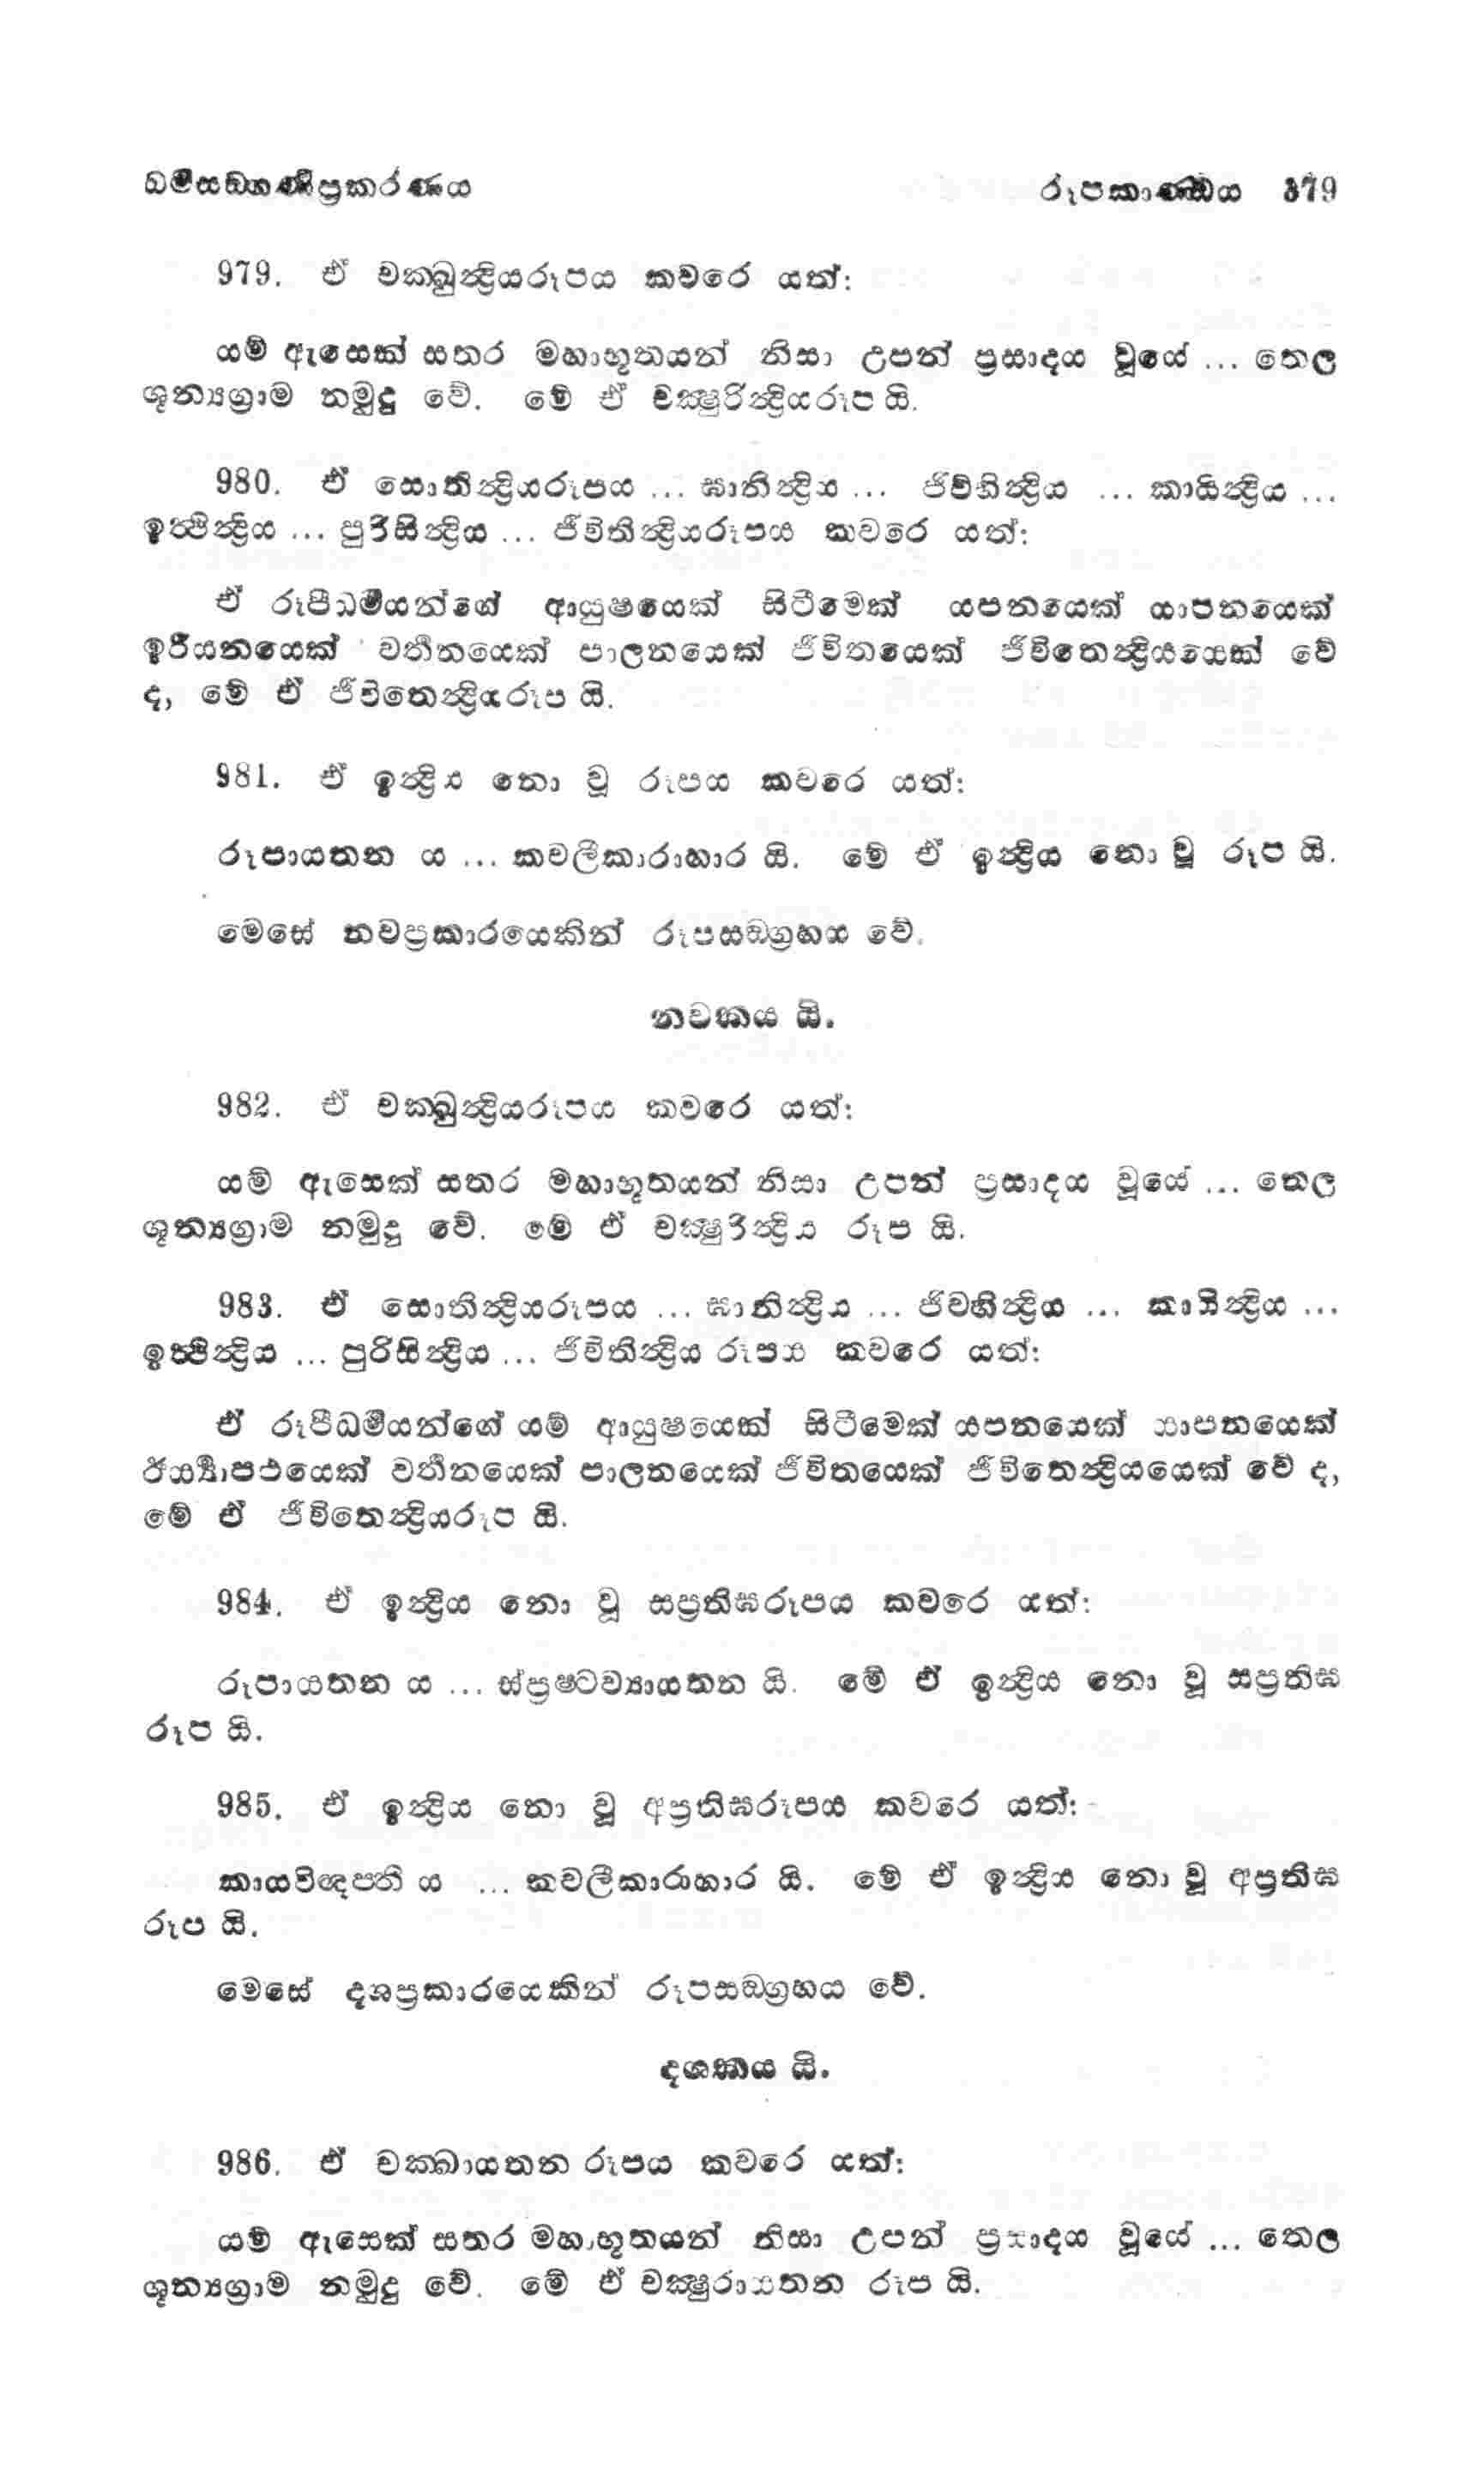 ධර්මසඞ්ගණීප්‍රකරණය රූපකාණ්ඩය 379
979. ඒ චක්ඛුන්‍ද්‍රියරූපය කවරෙ යත්:
යම් ඇසෙක් සතර මහාභූතයන් නිසා උපන් ප්‍රසාදය වූයේ ... තෙල
ශූන්‍යග්‍රාම නමුදු වේ. මේ ඒ චක්‍ෂුරින්‍ද්‍රියරූප යි.
980. ඒ සොතින්‍ද්‍රියරූපය ... ඝානින්‍ද්‍රිය ... ජිව්හින්‍ද්‍රිය ... කායින්‍ද්‍රිය ...
ඉත්‍ථින්‍ද්‍රිය ... පුරිසින්‍ද්‍රිය ... ජීවිතින්‍ද්‍රියරූපය කවරෙ යත්:
ඒ රූපීධර්මයන්ගේ ආයුෂයෙක් සිටීමෙක් යපනයෙක් යාපනයෙක්
ඉරියනයෙක් වර්තනයෙක් පාලනයෙක් ජීවිතයෙක් ජීවිතෙන්‍ද්‍රියයෙක් වේ
ද, මේ ඒ ජීවිතෙන්‍ද්‍රියරූප යි.
981. ඒ ඉන්‍ද්‍රිය නො වූ රූපය කවරෙ යත්:
රූපායතන ය ... කවලීකාරාහාර යි. මේ ඒ ඉන්‍ද්‍රිය නො වූ රූප යි.
මෙසේ නවප්‍රකාරයෙකින් රූපසඞ්ග්‍රහය වේ.
නවකය යි.
982. ඒ චක්ඛුන්‍ද්‍රියරූපය කවරෙ යත්:
යම් ඇසෙක් සතර මහාභූතයන් නිසා උපන් ප්‍රසාදය වූයේ ... තෙල
ශූන්‍යග්‍රාම නමුදු වේ. මේ ඒ චක්‍ෂුරින්‍ද්‍රිය රූප යි.
983. ඒ සොතින්‍ද්‍රියරූපය ... ඝානින්‍ද්‍රිය ... ජිව්හින්‍ද්‍රිය ... කායින්‍ද්‍රිය ...
ඉත්‍ථින්‍ද්‍රිය ... පුරිසින්‍ද්‍රිය ... ජීවිතින්‍ද්‍රිය රූපය කවරෙ යත්:
ඒ රූපීධර්මයන්ගේ යම් ආයුෂයෙක් සිටීමෙක් යපනයෙක් යාපනයෙක්
ඊර්‍ය්‍යාපථයෙක් වර්තනයෙක් පාලනයෙක් ජීවිතයෙක් ජීවිතෙන්‍ද්‍රියයෙක් වේ ද,
මේ ඒ ජීවිතෙන්‍ද්‍රියරූප යි.
984. ඒ ඉන්‍ද්‍රිය නො වූ සප්‍රතිඝරූපය කවරෙ යත්:
රූපායතන ය ... ස්ප්‍රෂ්ටව්‍යායතන යි. මේ ඒ ඉන්‍ද්‍රිය නො වූ සප්‍රතිඝ
රූප යි.
985. ඒ ඉන්‍ද්‍රිය නො වූ අප්‍රතිඝරූපය කවරෙ යත්:
කායවිඥප්ති ය ... කවලීකාරාහාර යි. මේ ඒ ඉන්‍ද්‍රිය නො වූ අප්‍රතිඝ
රූප යි.
මෙසේ දශප්‍රකාරයෙකින් රූපසඞ්ග්‍රහය වේ.
දශකය යි.
986. ඒ චක්ඛායතන රූපය කවරෙ යත්:
යම් ඇසෙක් සතර මහාභූතයන් නිසා උපන් ප්‍රසාදය වූයේ ... තෙල
ශූන්‍යග්‍රාම නමුදු වේ. මේ ඒ චක්‍ෂුරායතන රූප යි.